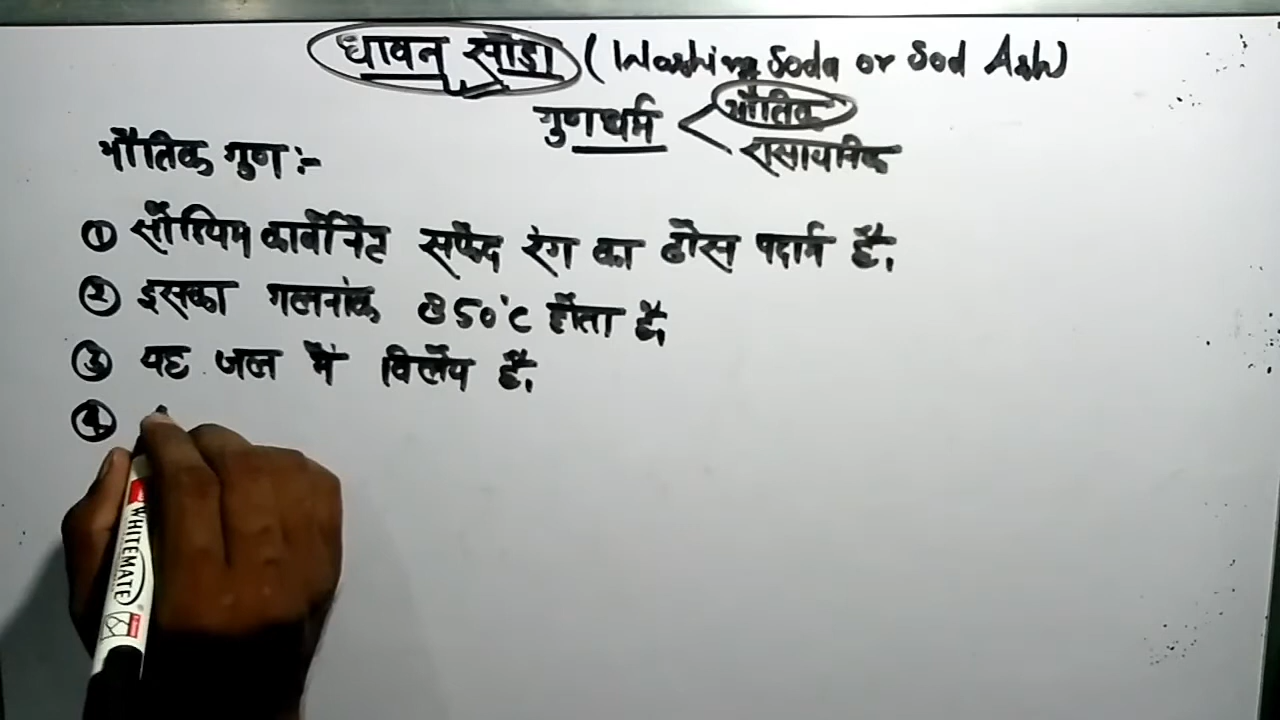 धावन सोडा (Washing Soda or Sod Ash)
गुणधर्म < भौतिक
रासायनिक
भौतिक गुण :-
① सोडियम कार्बोनेट सफेद रंग का ठोस पदार्थ है,
② इसका गलनांक 850°C होता है,
③ यह जल में विलेय है,
④
WHITEMATE